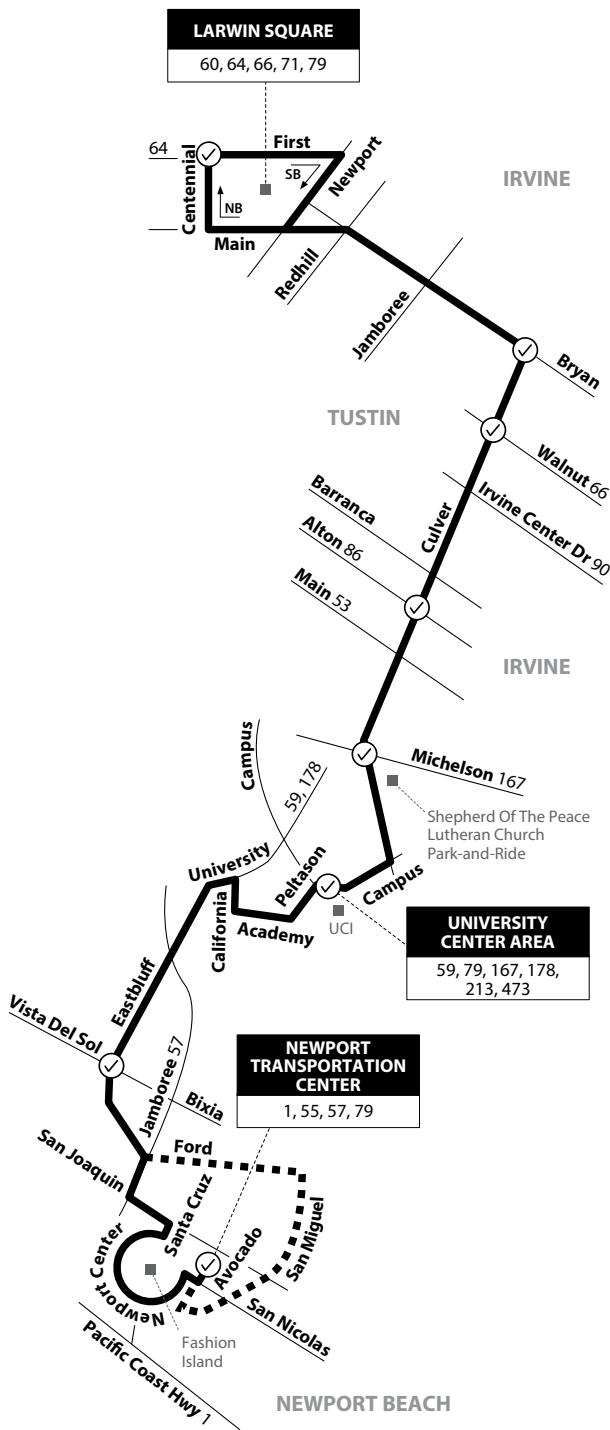 LARWIN SQUARE
60, 64, 66, 71, 79
64
First
Centennial
SB
Newport
NB
Main
IRVINE
Redhill
Jamboree
Bryan
TUSTIN
Walnut 66
Irvine Center Dr 90
Barranca
Culver
Alton 86
Main 53
IRVINE
Campus
Michelson 167
59, 178
Shepherd Of The Peace
Lutheran Church
Park-and-Ride
University
Peltason
Campus
California
Academy
UCI
UNIVERSITY
CENTER AREA
59, 79, 167, 178,
213, 473
Eastbluff
Vista Del Sol
Jamboree 57
Bixia
NEWPORT
TRANSPORTATION
CENTER
1, 55, 57, 79
San Joaquin
Ford
Santa Cruz
San Miguel
Avocado
Newport Center
Newport
San Nicolas
Fashion
Island
Pacific Coast Hwy 1
NEWPORT BEACH